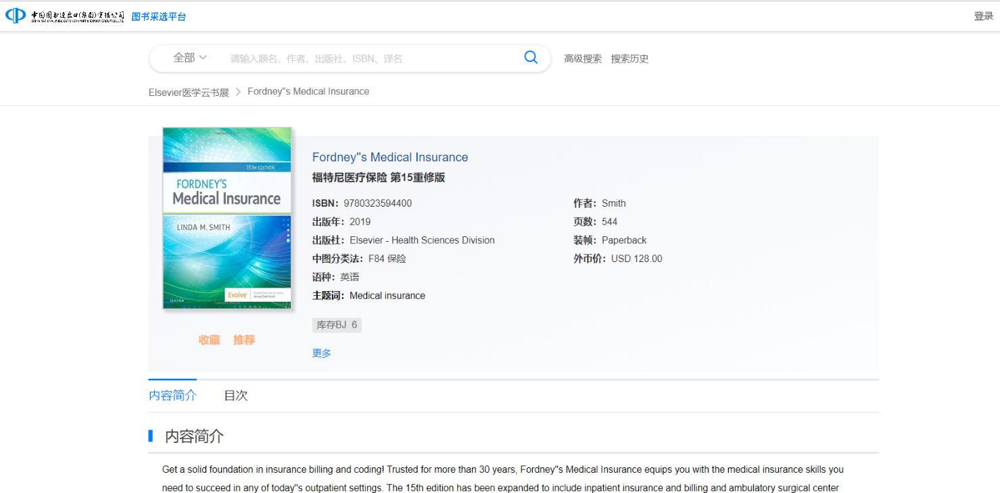 中国图书进出口(集团)有限公司 图书采选平台
CHINA NATIONAL PUBLICATIONS IMPORT & EXPORT (GROUP) CO., LTD.
登录
全部 请输入题名、作者、出版社、ISBN、译名 高级搜索 搜索历史
Elsevier医学云书展 Fordney"s Medical Insurance
15TH EDITION
FORDNEY'S
Medical Insurance
LINDA M. SMITH
Evolve
ELSEVIER
收藏 推荐
Fordney"s Medical Insurance
福特尼医疗保险 第15重修版
ISBN：9780323594400 作者：Smith
出版年：2019 页数：544
出版社：Elsevier - Health Sciences Division 装帧：Paperback
中图分类法：F84 保险 外币价：USD 128.00
语种：英语
主题词：Medical insurance
库存BJ 6
更多
内容简介 目次
内容简介
Get a solid foundation in insurance billing and coding! Trusted for more than 30 years, Fordney"s Medical Insurance equips you with the medical insurance skills you
need to succeed in any of today"s outpatient settings. The 15th edition has been expanded to include inpatient insurance and billing and ambulatory surgical center